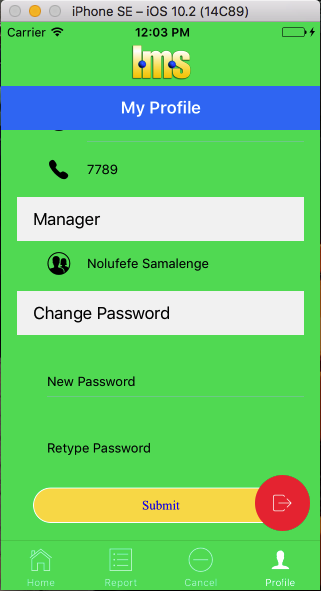 iPhone SE – iOS 10.2 (14C89)
Carrier 12:03 PM
lms
My Profile
7789
Manager
Nolufefe Samalenge
Change Password
New Password
Retype Password
Submit
Home Report Cancel Profile